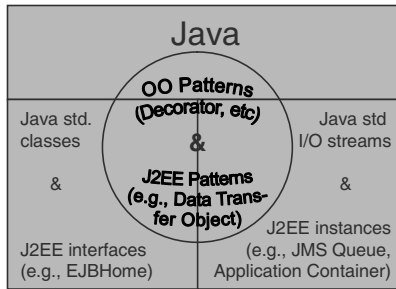 Java
OO Patterns
(Decorator, etc)
&
J2EE Patterns
(e.g., Data Trans-
fer Object)
Java std.
classes
&
J2EE interfaces
(e.g., EJBHome)
Java std
I/O streams
&
J2EE instances
(e.g., JMS Queue,
Application Container)